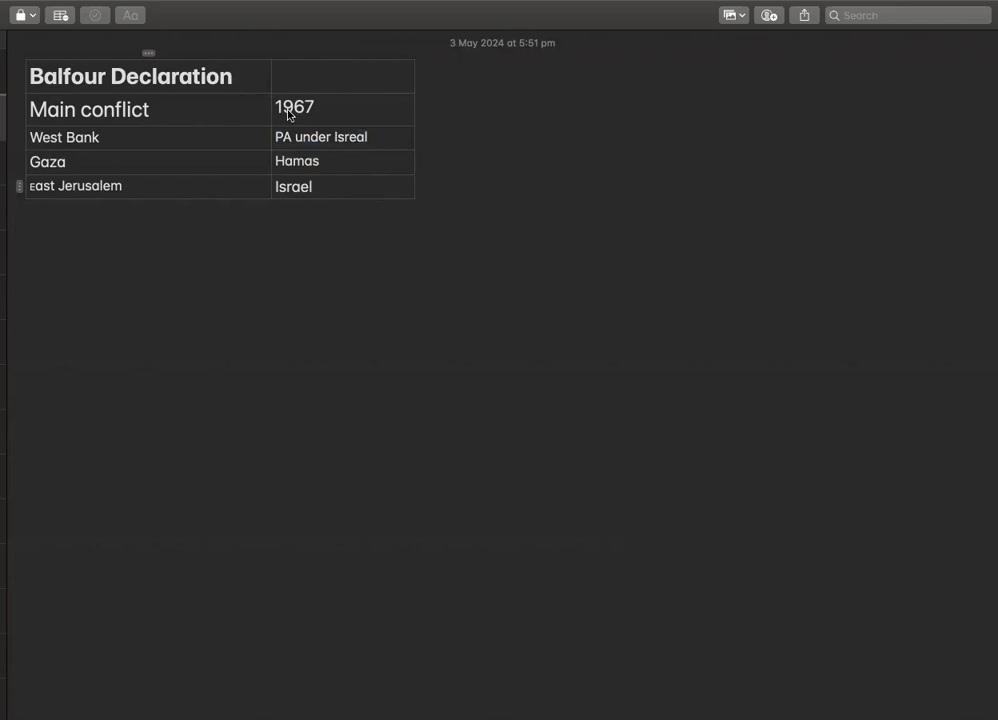 Aa
Search
3 May 2024 at 5:51 pm
Balfour Declaration
Main conflict
1967
West Bank
PA under Isreal
Gaza
Hamas
East Jerusalem
Israel